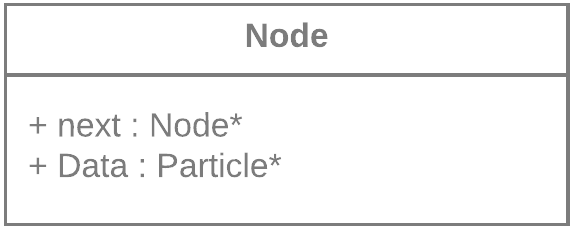 Node
+ next : Node*
+ Data : Particle*